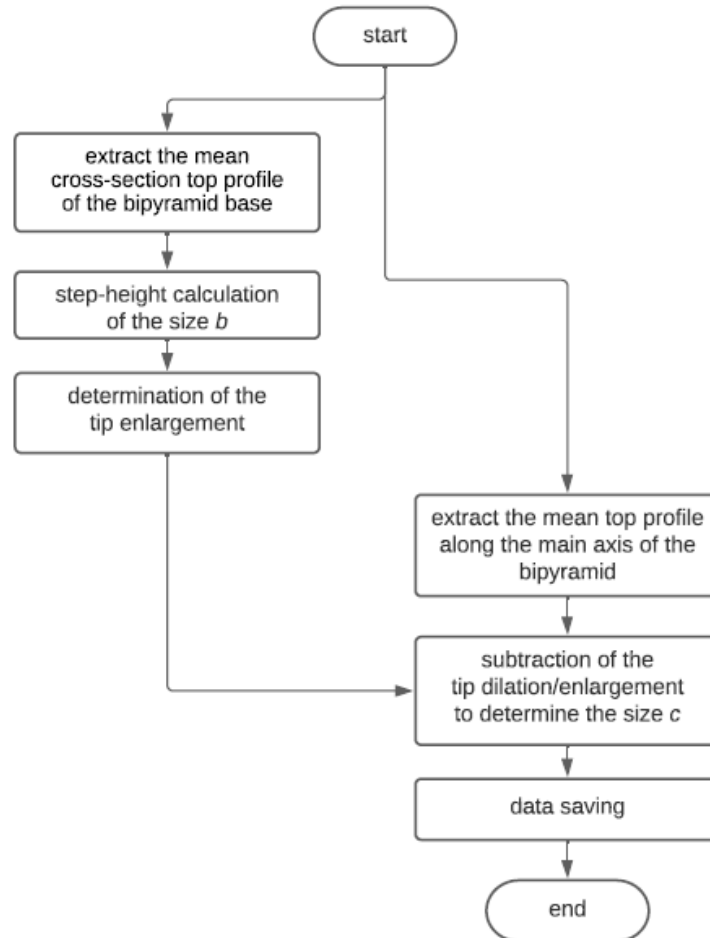 start
extract the mean
cross-section top profile
of the bipyramid base
step-height calculation
of the size b
determination of the
tip enlargement
extract the mean top profile
along the main axis of the
bipyramid
subtraction of the
tip dilation/enlargement
to determine the size c
data saving
end